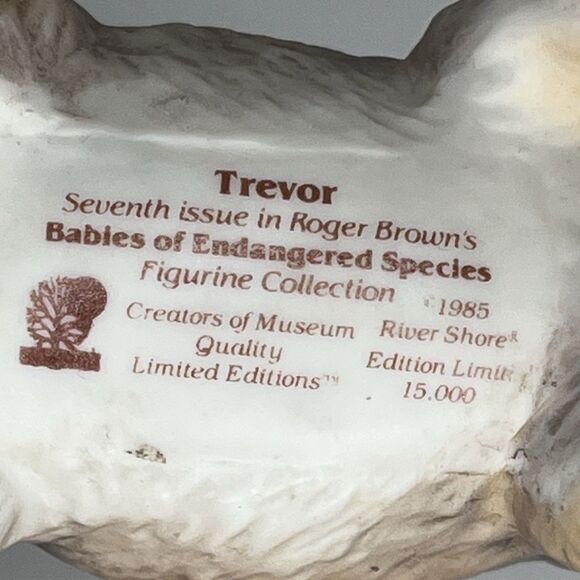 Trevor
Seventh issue in Roger Brown's
Babies of Endangered Species
Figurine Collection ©1985
Creators of Museum
Quality
Limited Editions™
River Shore®
Edition Limit
15.000